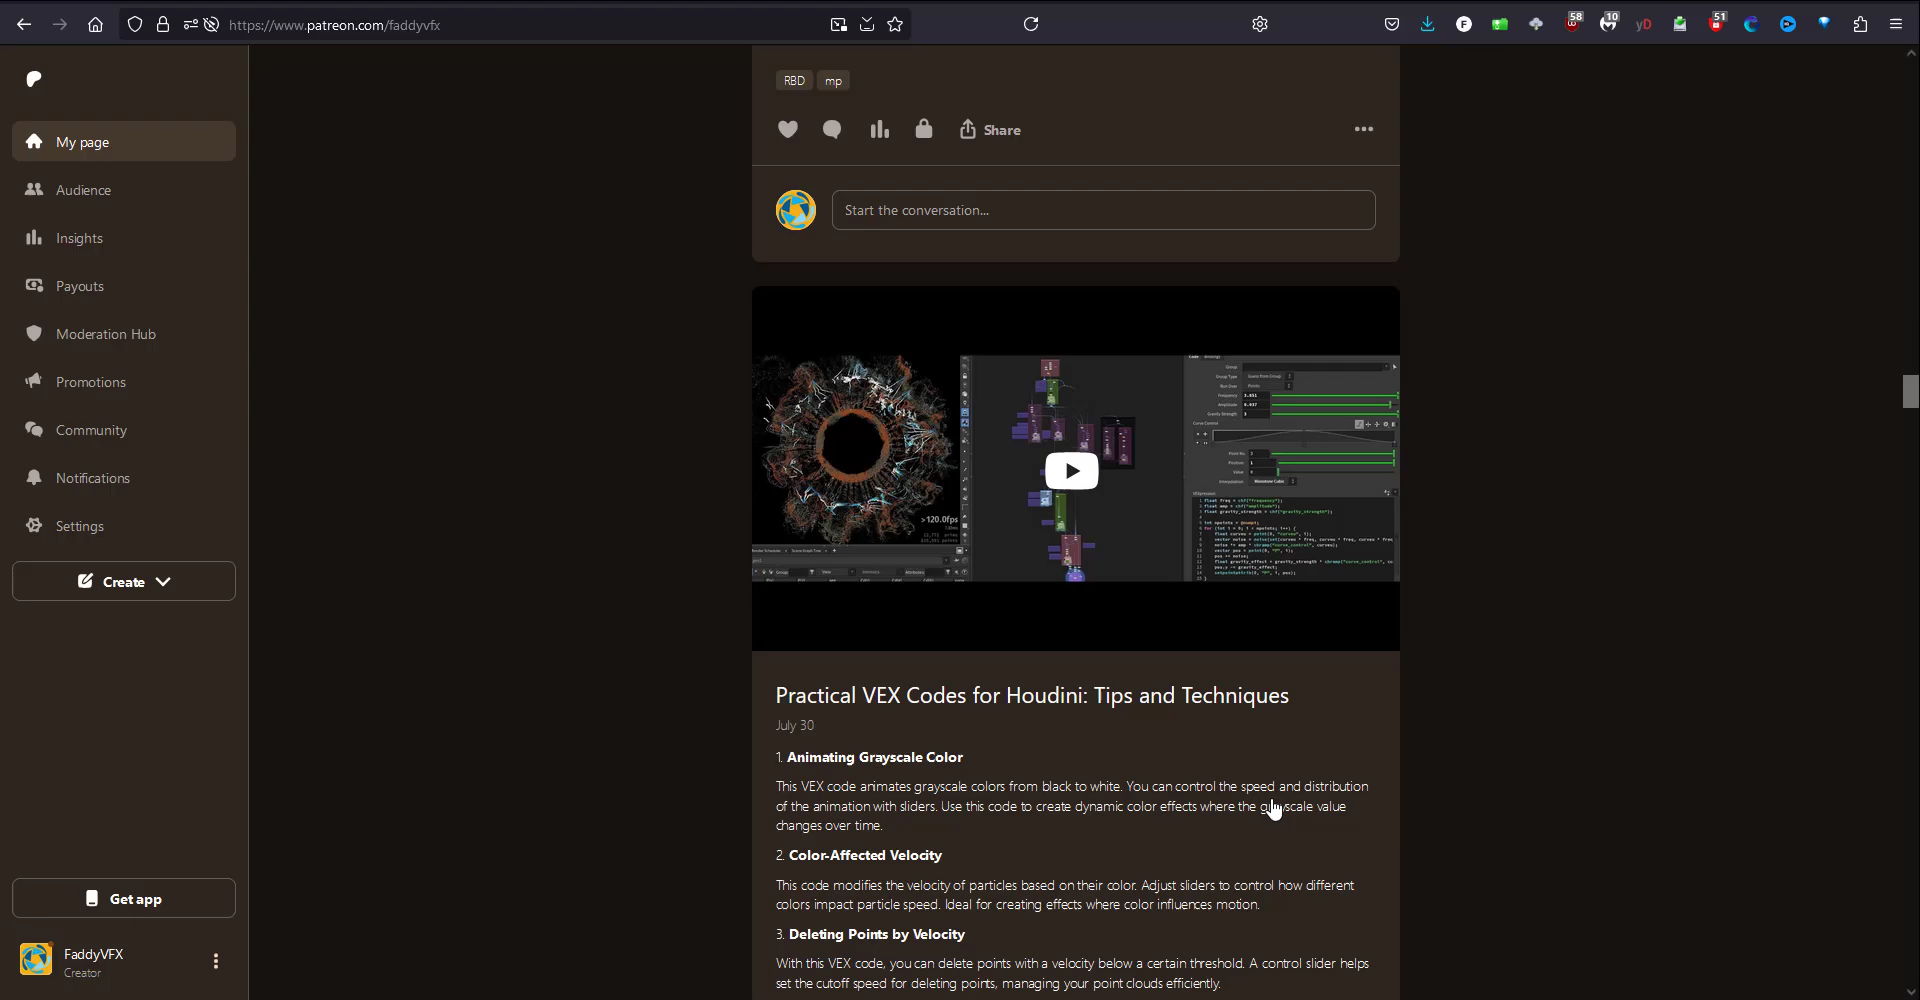 https://www.patreon.com/faddyvfx
58
10
yD
51
My page
Audience
Insights
Payouts
Moderation Hub
Promotions
Community
Notifications
Settings
Create
Get app
FaddyVFX
Creator
RBD mp
Share
Start the conversation...
>120.0fps
Practical VEX Codes for Houdini: Tips and Techniques
July 30
1. Animating Grayscale Color
This VEX code animates grayscale colors from black to white. You can control the speed and distribution
of the animation with sliders. Use this code to create dynamic color effects where the grayscale value
changes over time.
2. Color-Affected Velocity
This code modifies the velocity of particles based on their color. Adjust sliders to control how different
colors impact particle speed. Ideal for creating effects where color influences motion.
3. Deleting Points by Velocity
With this VEX code, you can delete points with a velocity below a certain threshold. A control slider helps
set the cutoff speed for deleting points, managing your point clouds efficiently.